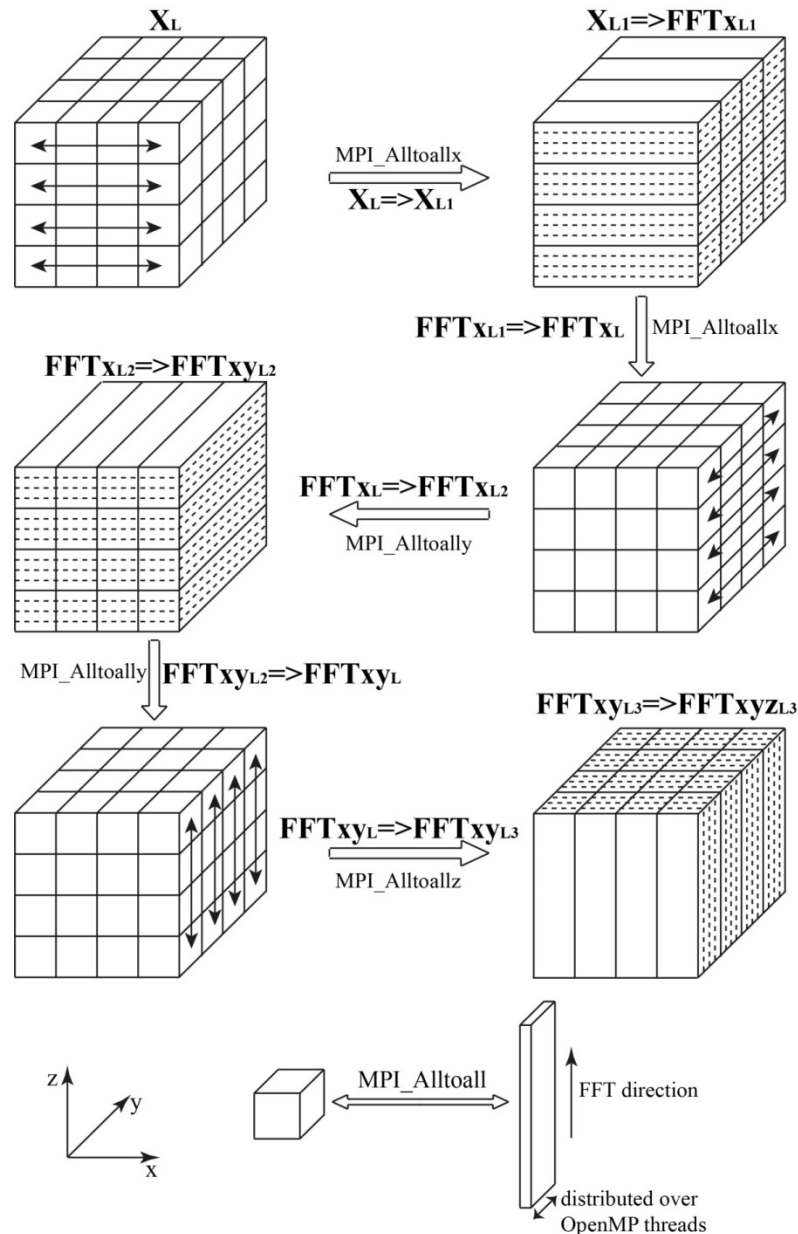 XL
XL1=>FFTxL1
MPI_Alltoallx
XL=>XL1
FFTxL1=>FFTxL
MPI_Alltoallx
FFTxL2=>FFTxyL2
FFTxL=>FFTxL2
MPI_Alltoally
MPI_Alltoally
FFTxyL2=>FFTxyL
FFTxyL3=>FFTxyzL3
FFTxyL=>FFTxyL3
MPI_Alltoallz
z
y
x
MPI_Alltoall
FFT direction
distributed over
OpenMP threads